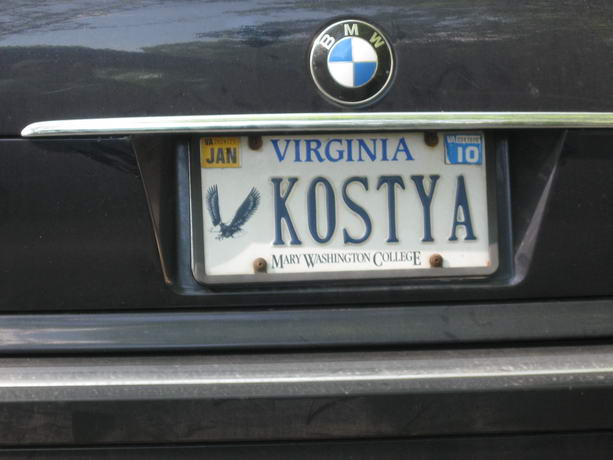 BMW
JAN VIRGINIA 10
KOSTYA
MARY WASHINGTON COLLEGE